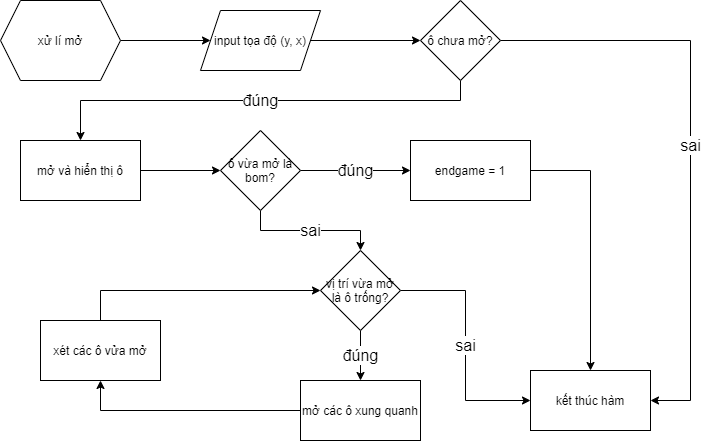 xử lí mở
input tọa độ (y, x)
ô chưa mở?
đúng
sai
mở và hiển thị ô
ô vừa mở là
bom?
đúng
endgame = 1
sai
vị trí vừa mở
là ô trống?
xét các ô vửa mở
đúng
sai
mở các ô xung quanh
kết thúc hàm